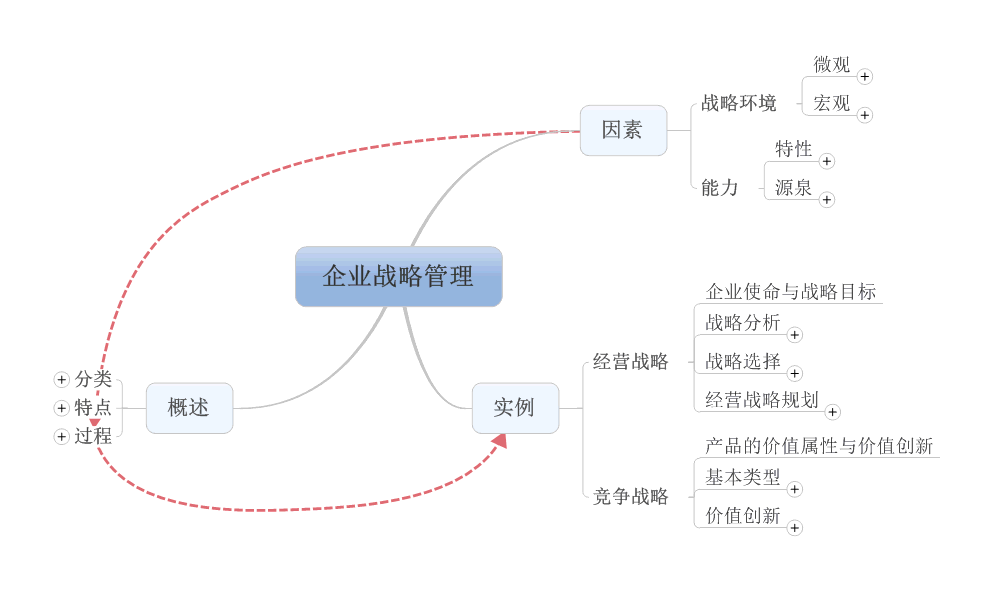 企业战略管理
因素
战略环境
微观
宏观
能力
特性
源泉
概述
分类
特点
过程
实例
经营战略
企业使命与战略目标
战略分析
战略选择
经营战略规划
竞争战略
产品的价值属性与价值创新
基本类型
价值创新